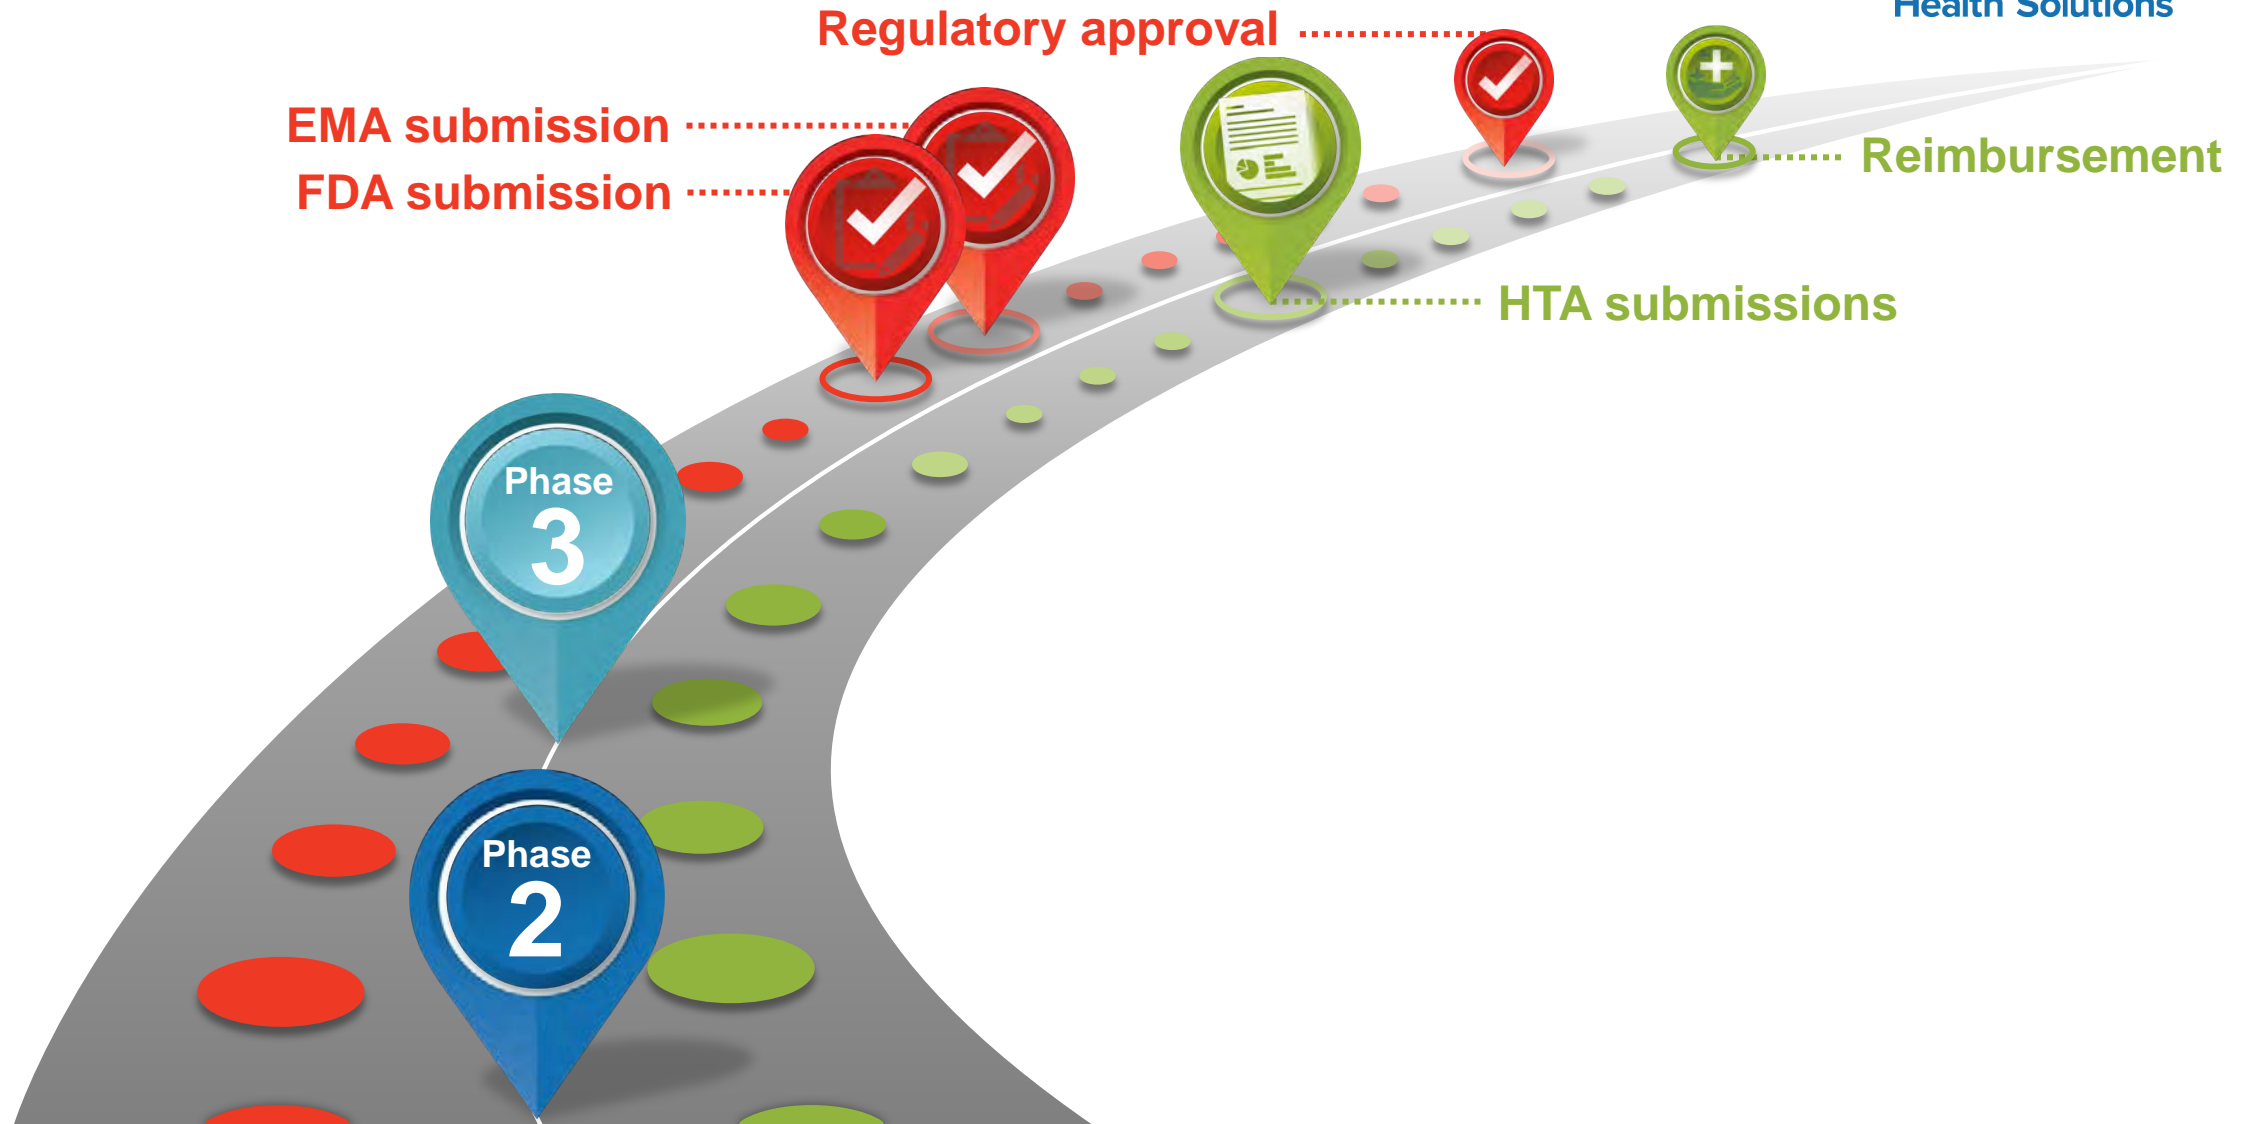 Health Solutions
Regulatory approval
EMA submission
FDA submission
Reimbursement
HTA submissions
Phase
3
Phase
2